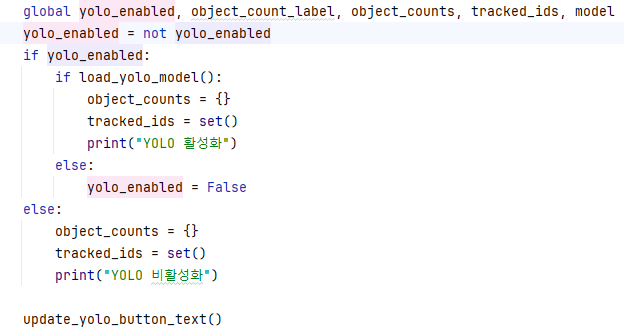 global yolo_enabled, object_count_label, object_counts, tracked_ids, model
yolo_enabled = not yolo_enabled
if yolo_enabled:
    if load_yolo_model():
        object_counts = {}
        tracked_ids = set()
        print("YOLO 활성화")
    else:
        yolo_enabled = False
else:
    object_counts = {}
    tracked_ids = set()
    print("YOLO 비활성화")

update_yolo_button_text()